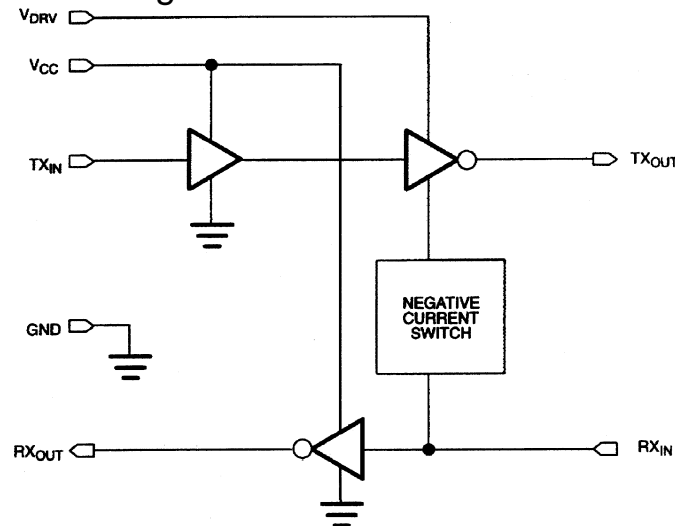 VDRV
VCC
TXIN
TXOUT
NEGATIVE
CURRENT
SWITCH
GND
RXOUT
RXIN